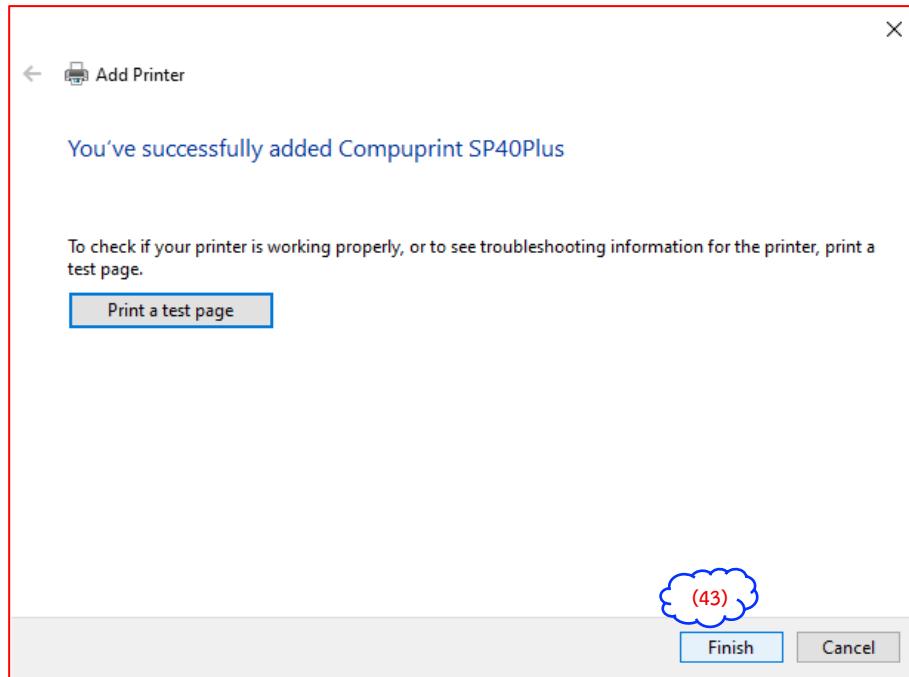 Add Printer
You've successfully added Compuprint SP40Plus
To check if your printer is working properly, or to see troubleshooting information for the printer, print a
test page.
Print a test page
(43)
Finish Cancel